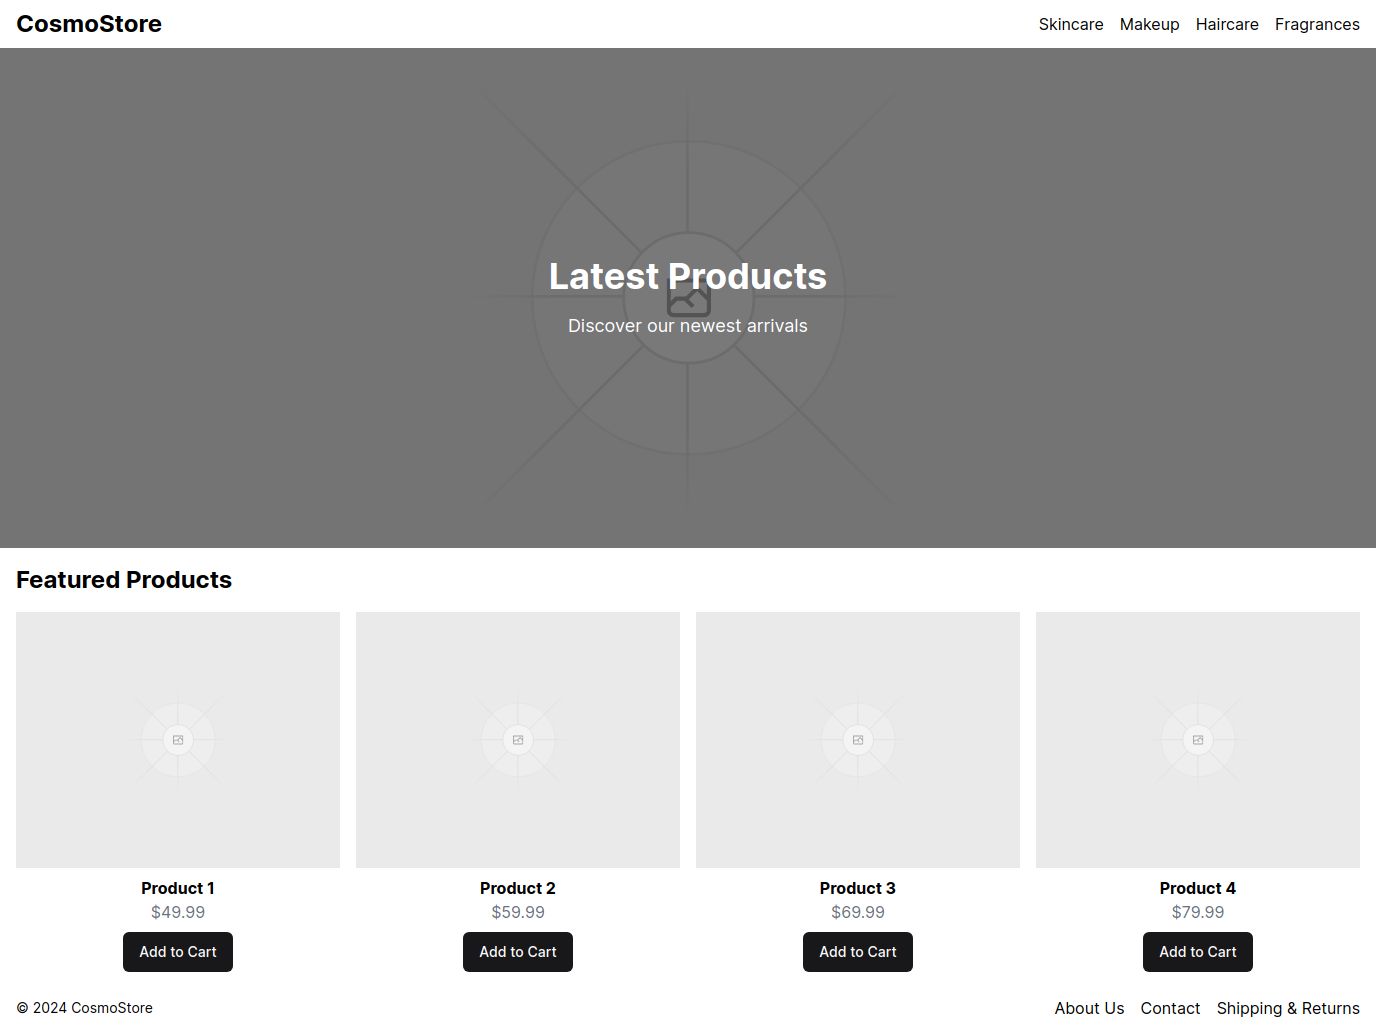 CosmoStore
Skincare Makeup Haircare Fragrances
Latest Products
Discover our newest arrivals
Featured Products
Product 1
$49.99
Add to Cart
Product 2
$59.99
Add to Cart
Product 3
$69.99
Add to Cart
Product 4
$79.99
Add to Cart
© 2024 CosmoStore
About Us Contact Shipping & Returns